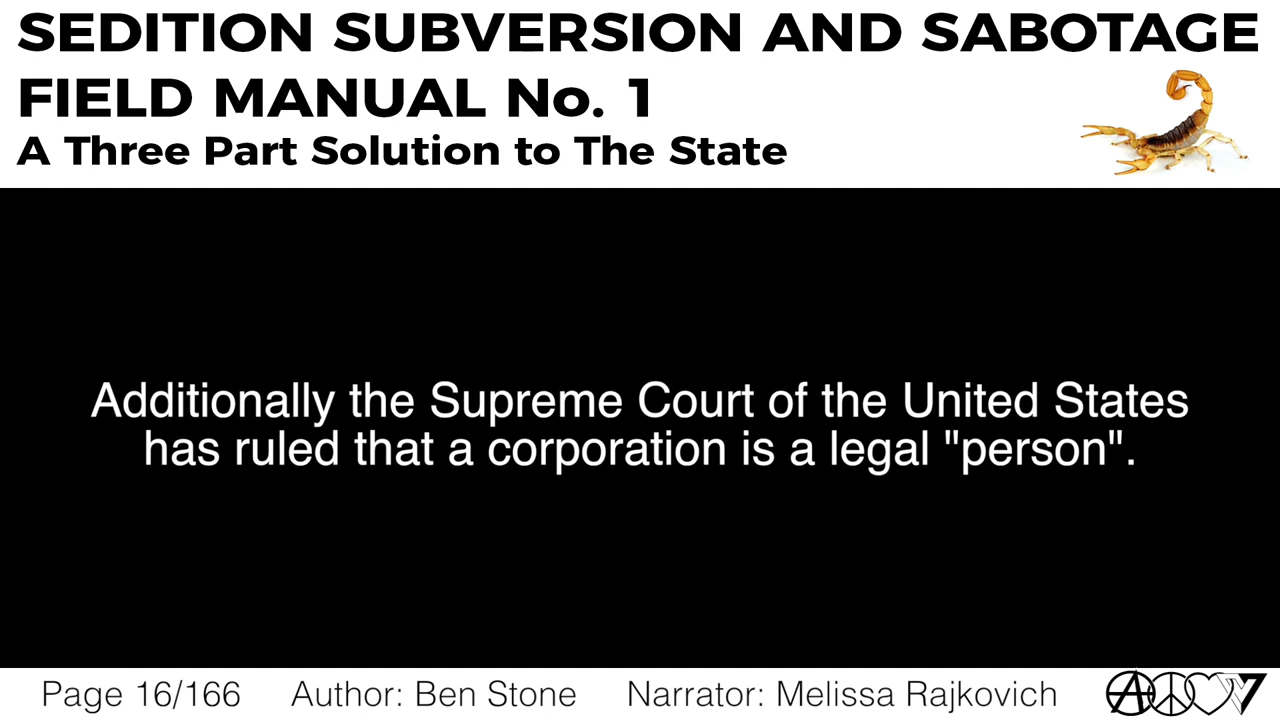 SEDITION SUBVERSION AND SABOTAGE
FIELD MANUAL No. 1
A Three Part Solution to The State
Additionally the Supreme Court of the United States
has ruled that a corporation is a legal "person".
Page 16/166 Author: Ben Stone Narrator: Melissa Rajkovich